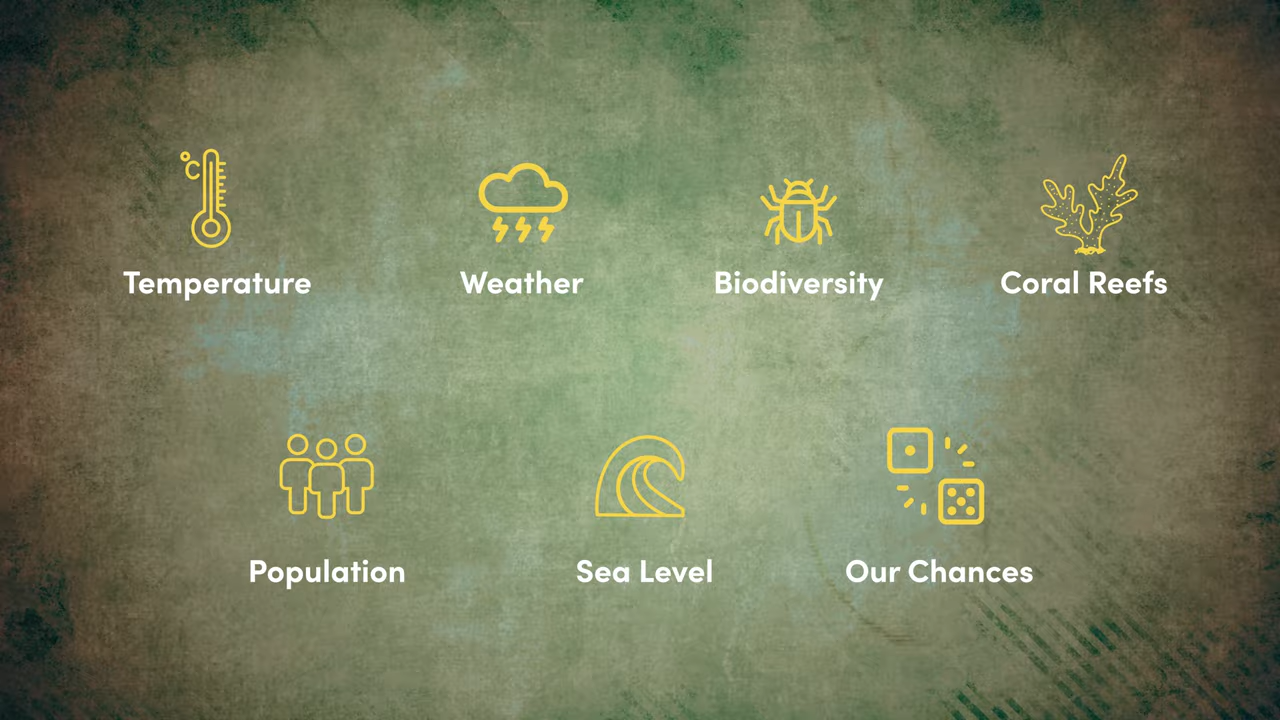 °C
Temperature
Weather
Biodiversity
Coral Reefs
Population
Sea Level
Our Chances